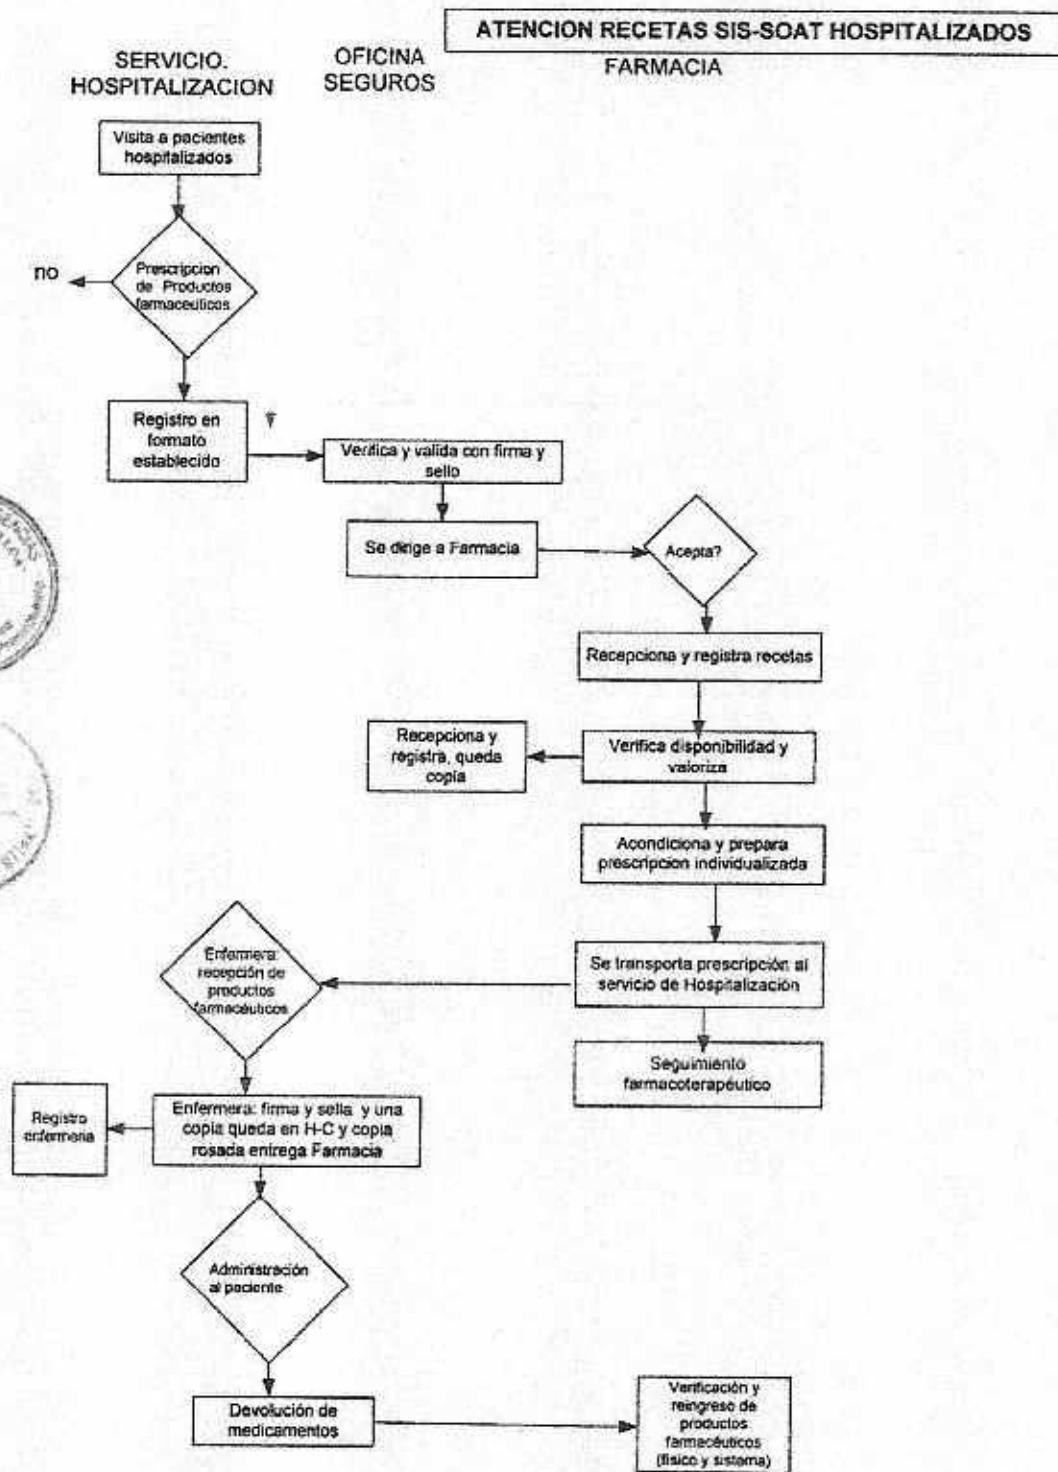 ATENCION RECETAS SIS-SOAT HOSPITALIZADOS
SERVICIO.
HOSPITALIZACION
OFICINA
SEGUROS
FARMACIA
Visita a pacientes
hospitalizados
no
Prescripcion
de Productos
farmaceuticos
Registro en
formato
establecido
Verifica y valida con firma y
sello
Se dirige a Farmacia
Acepta?
Recepciona y registra recetas
Recepciona y
registra, queda
copia
Verifica disponibilidad y
valoriza
Acondiciona y prepara
prescripcion individualizada
Enfermera:
recepción de
productos
farmacéuticos
Se transporta prescripción al
servicio de Hospitalización
Seguimiento
farmacoterapéutico
Registro
enfermeria
Enfermera: firma y sella y una
copia queda en H-C y copia
rosada entrega Farmacia
Administración
al paciente
Devolución de
medicamentos
Verificación y
reingreso de
productos
farmacéuticos
(físico y sistema)